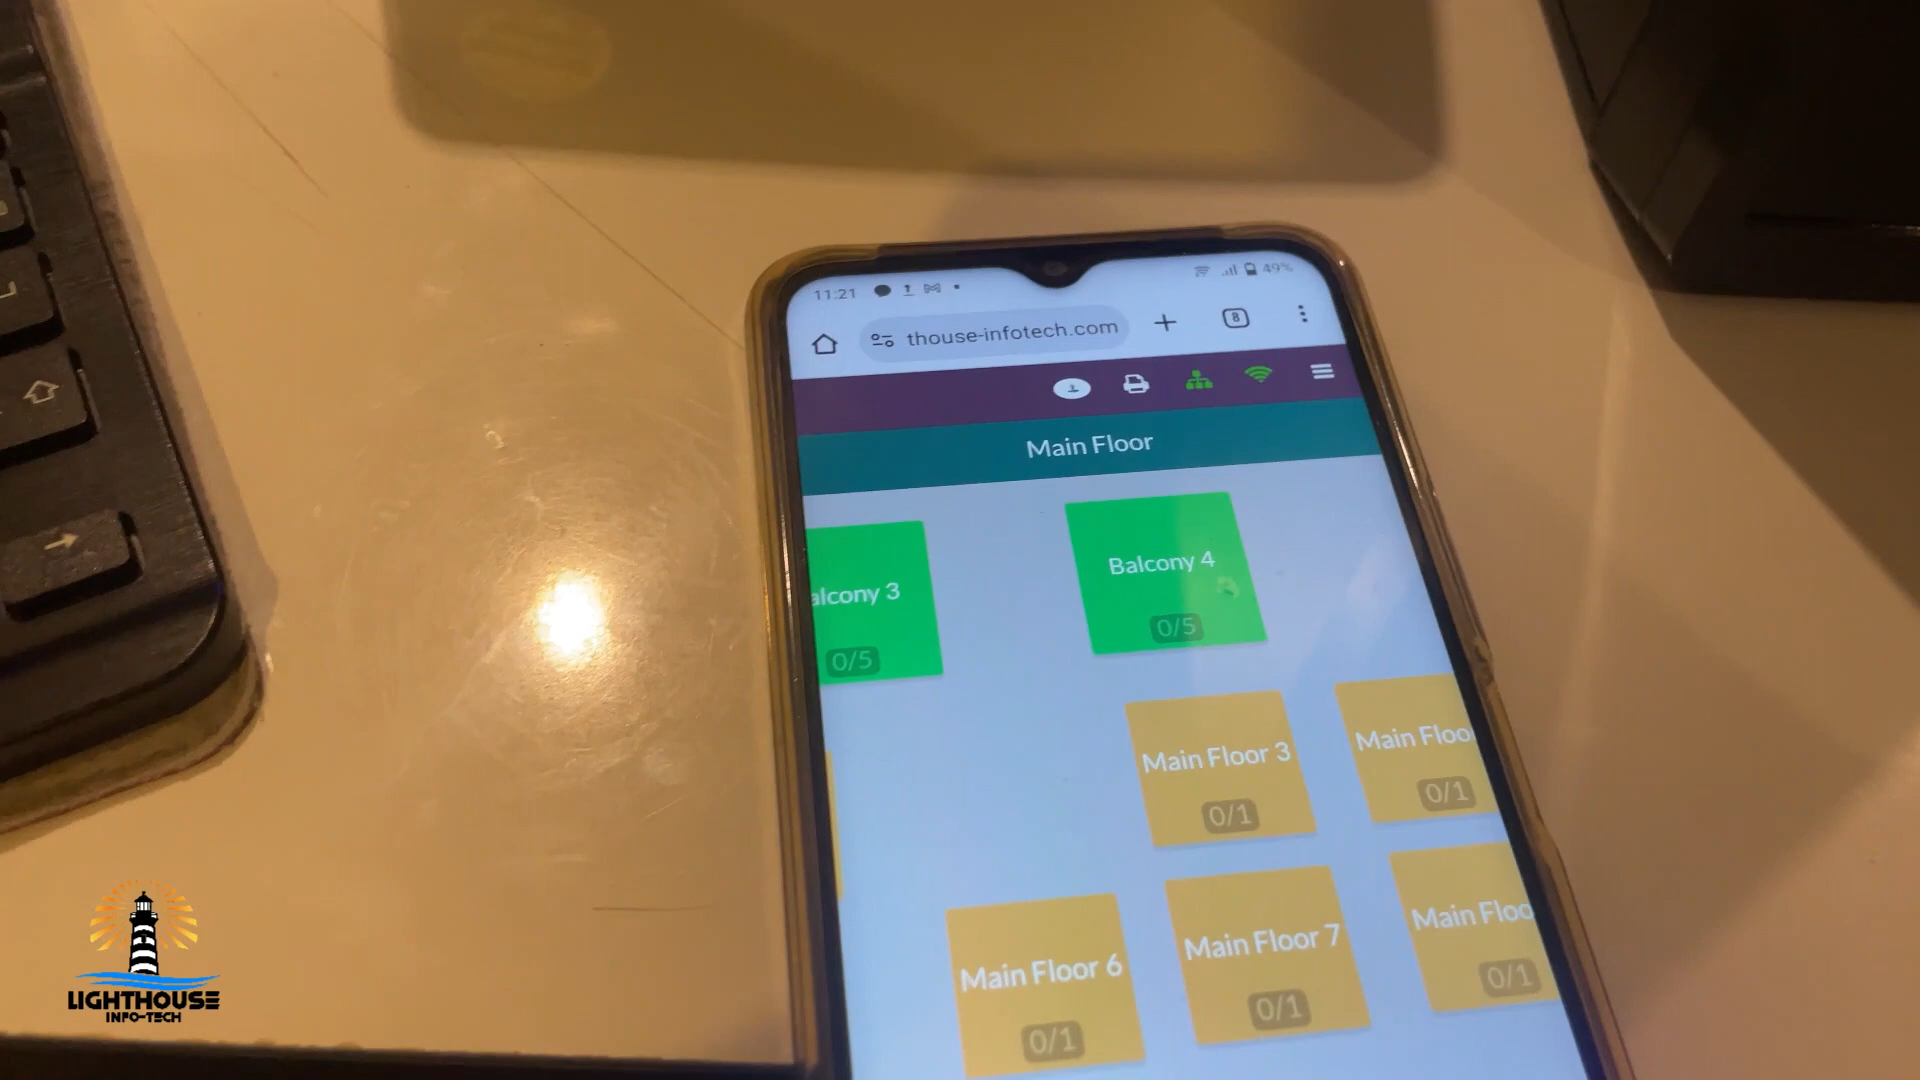 11:21
49%
thouse-infotech.com
8
Main Floor
alcony 3
0/5
Balcony 4
0/5
Main Floor 3
0/1
Main Floo
0/1
Main Floor 6
0/1
Main Floor 7
0/1
Main Floo
0/1
LIGHTHOUSE
INFO-TECH